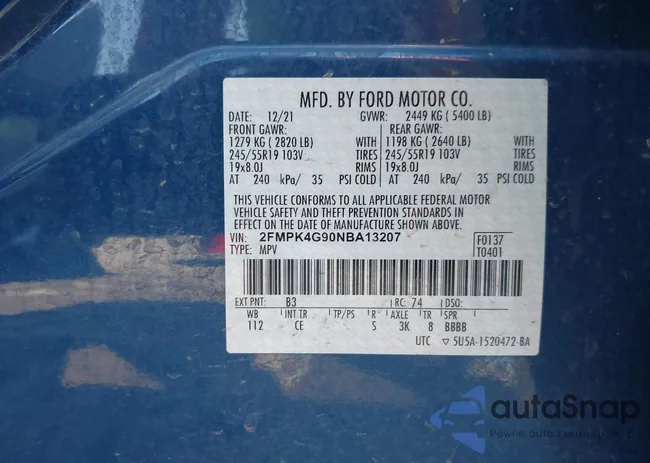 MFD. BY FORD MOTOR CO.
DATE: 12/21 GVWR: 2449 KG ( 5400 LB)
FRONT GAWR: REAR GAWR:
1279 KG ( 2820 LB) WITH 1198 KG ( 2640 LB) WITH
245/55R19 103V TIRES 245/55R19 103V TIRES
19x8.0J RIMS 19x8.0J RIMS
AT 240 kPa/ 35 PSI COLD AT 240 kPa/ 35 PSI COLD
THIS VEHICLE CONFORMS TO ALL APPLICABLE FEDERAL MOTOR
VEHICLE SAFETY AND THEFT PREVENTION STANDARDS IN
EFFECT ON THE DATE OF MANUFACTURE SHOWN ABOVE.
VIN: 2FMPK4G90NBA13207 F0137
TYPE: MPV T0401
EXT PNT: B3 RC: 74 DSO:
WB INT TR TP/PS R AXLE TR SPR
112 CE S 3K 8 BBBB
UTC ▽ 5U5A-1520472-BA
autoSnap
Pewne auto z aukcji USA